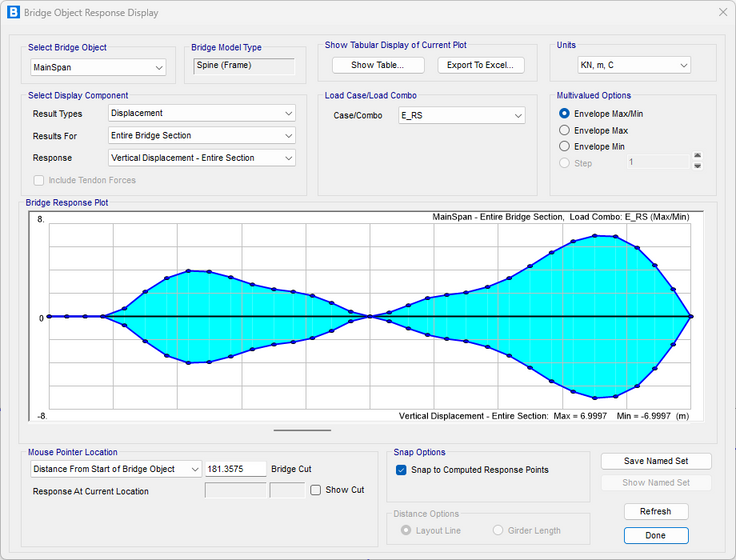 B Bridge Object Response Display
Select Bridge Object
MainSpan
Bridge Model Type
Spine (Frame)
Show Tabular Display of Current Plot
Show Table...
Export To Excel...
Units
KN, m, C
Select Display Component
Result Types
Displacement
Results For
Entire Bridge Section
Response
Vertical Displacement - Entire Section
Include Tendon Forces
Load Case/Load Combo
Case/Combo
E_RS
Multivalued Options
Envelope Max/Min
Envelope Max
Envelope Min
Step
1
Bridge Response Plot
8.
MainSpan - Entire Bridge Section, Load Combo: E_RS (Max/Min)
0
-8.
Vertical Displacement - Entire Section: Max = 6.9997 Min = -6.9997 (m)
Mouse Pointer Location
Distance From Start of Bridge Object
181.3575
Bridge Cut
Response At Current Location
Show Cut
Snap Options
Snap to Computed Response Points
Distance Options
Layout Line
Girder Length
Save Named Set
Show Named Set
Refresh
Done